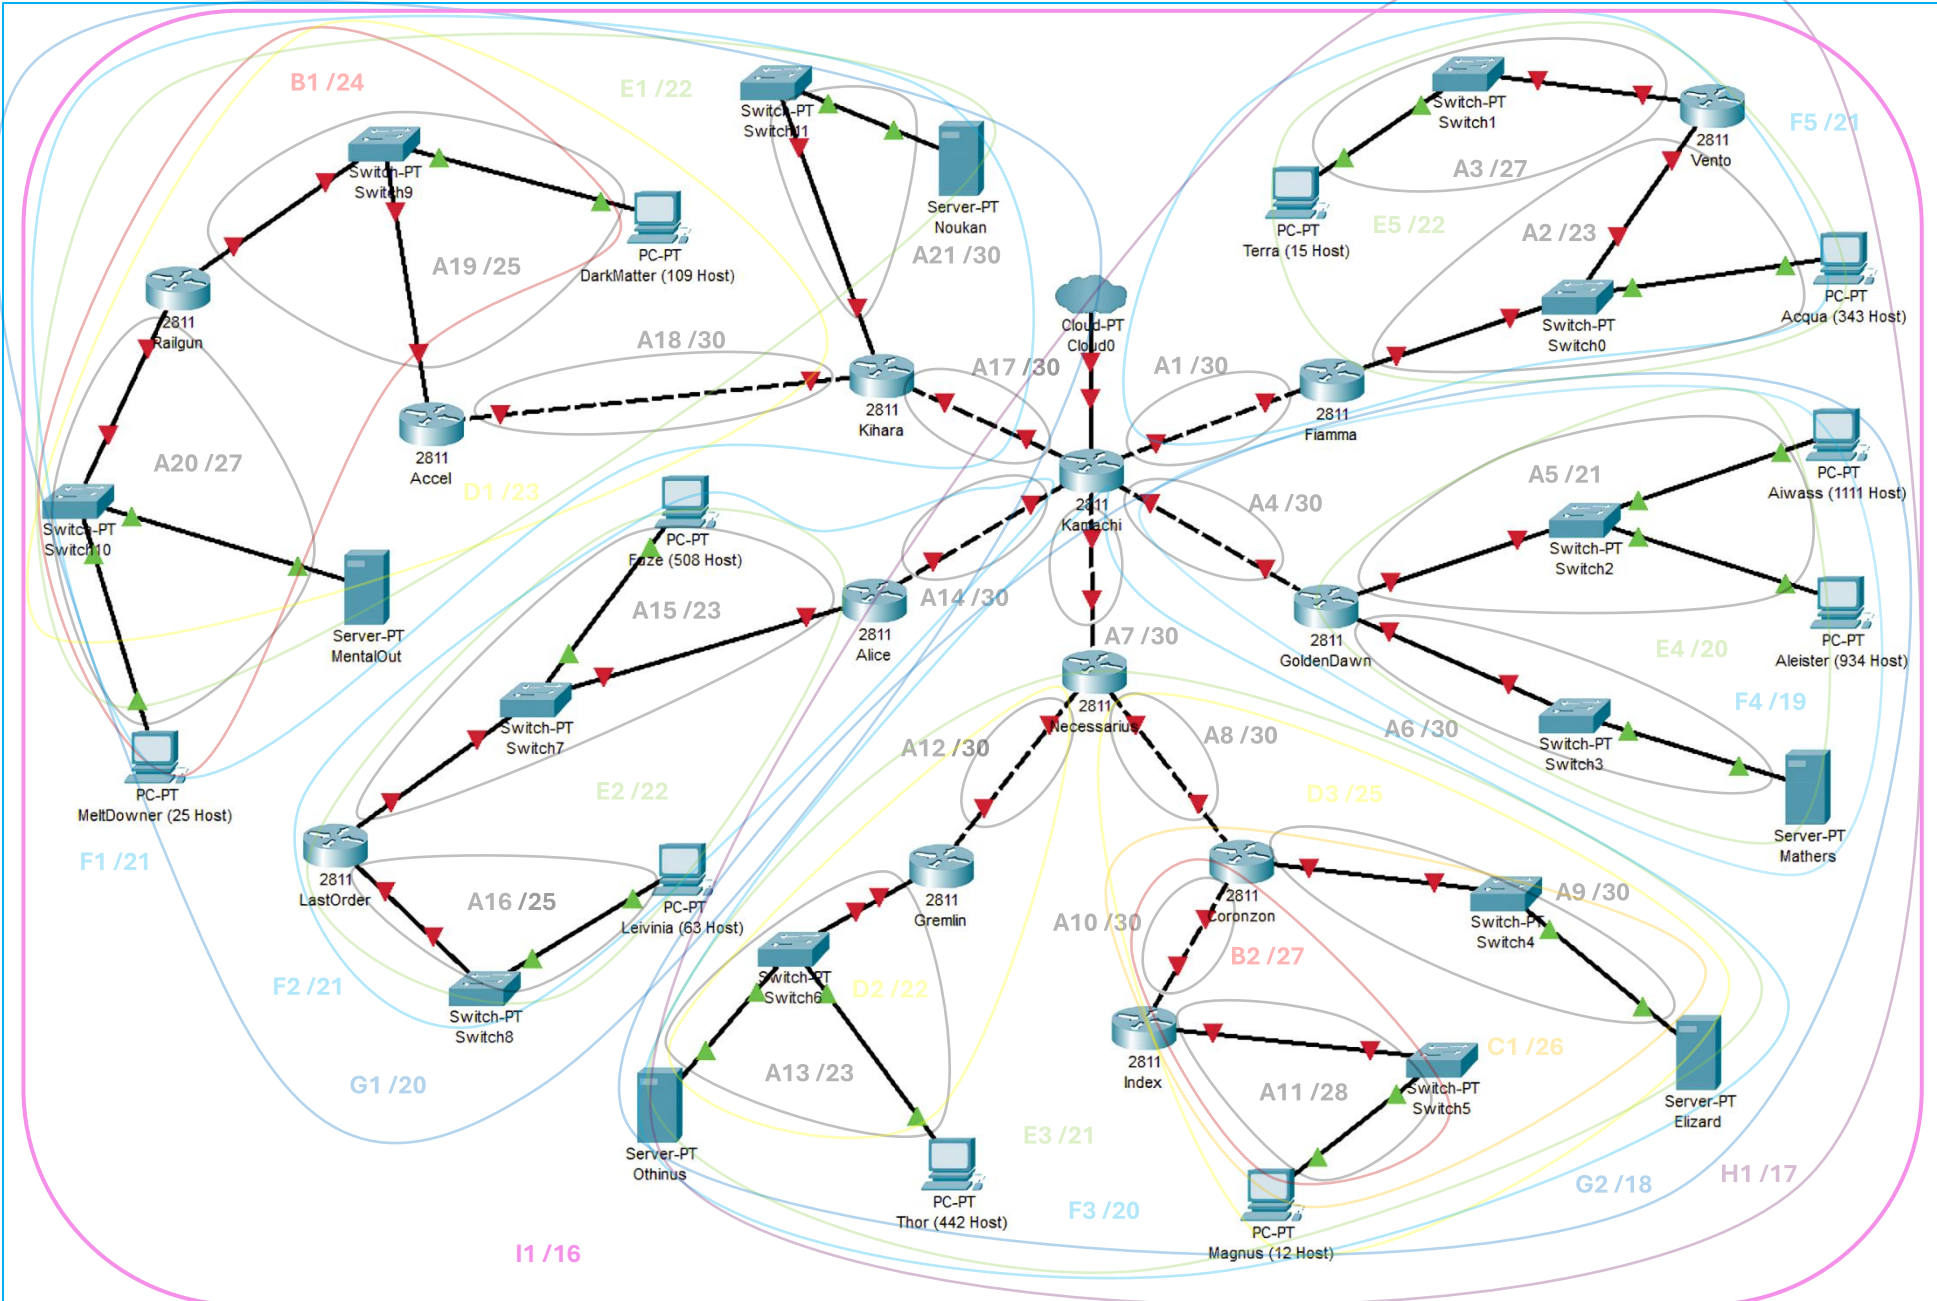 B1 /24
E1 /22
Switch-PT
Switch11
Server-PT
Noukan
A21 /30
Switch-PT
Switch9
PC-PT
DarkMatter (109 Host)
A19 /25
2811
Railgun
A18 /30
2811
Accel
2811
Kihara
A17 /30
A20 /27
D1 /23
Switch-PT
Switch10
Server-PT
MentalOut
PC-PT
MeltDowner (25 Host)
F1 /21
Cloud-PT
Cloud0
2811
Kamachi
Switch-PT
Switch1
2811
Vento
F5 /21
A3 /27
PC-PT
Terra (15 Host)
E5 /22
A2 /23
PC-PT
Acqua (343 Host)
Switch-PT
Switch0
A1 /30
2811
Fiamma
A4 /30
A5 /21
PC-PT
Aiwass (1111 Host)
Switch-PT
Switch2
2811
GoldenDawn
PC-PT
Aleister (934 Host)
E4 /20
F4 /19
A6 /30
Switch-PT
Switch3
Server-PT
Mathers
PC-PT
Fuze (508 Host)
A15 /23
A14 /30
2811
Alice
Switch-PT
Switch7
E2 /22
2811
LastOrder
A16 /25
PC-PT
Leivinia (63 Host)
F2 /21
Switch-PT
Switch8
G1 /20
A7 /30
2811
Necessarius
A12 /30
A8 /30
D3 /25
2811
Gremlin
2811
Coronzon
A9 /30
Switch-PT
Switch4
A10 /30
B2 /27
Switch-PT
Switch6
D2 /22
A13 /23
2811
Index
C1 /26
A11 /28
Switch-PT
Switch5
Server-PT
Elizard
Server-PT
Othinus
E3 /21
PC-PT
Thor (442 Host)
F3 /20
PC-PT
Magnus (12 Host)
G2 /18
H1 /17
I1 /16